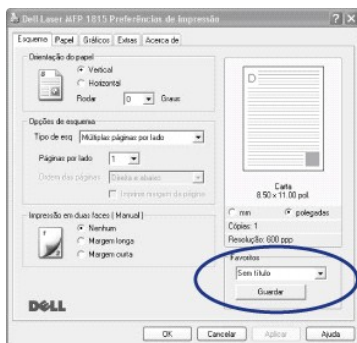 Dell Laser MFP 1815 Preferências de Impressão
Esquema Papel Gráficos Extras Acerca de
Orientação do papel
Vertical
Horizontal
Rodar 0 Graus
Opções de esquema
Tipo de esq Múltiplas páginas por lado
Páginas por lado 1
Ordem das páginas Direita e abaixo
Imprimir margem da página
Impressão em duas faces ( Manual )
Nenhum
Margem longa
Margem curta
Carta
8.50 x 11.00 pol.
mm polegadas
Cópias: 1
Resolução: 600 ppp
Favoritos
Sem título
Guardar
DELL
OK Cancelar Aplicar Ajuda